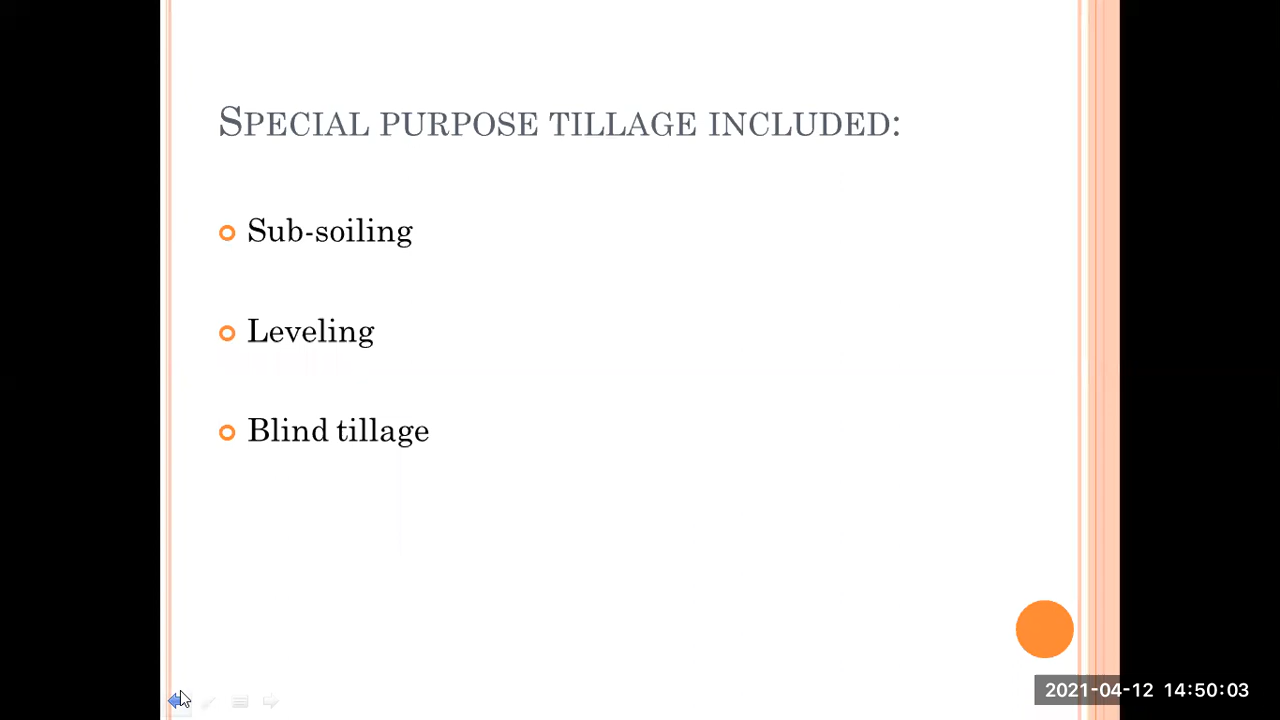 SPECIAL PURPOSE TILLAGE INCLUDED:
Sub-soiling
Leveling
Blind tillage
2021-04-12 14:50:03